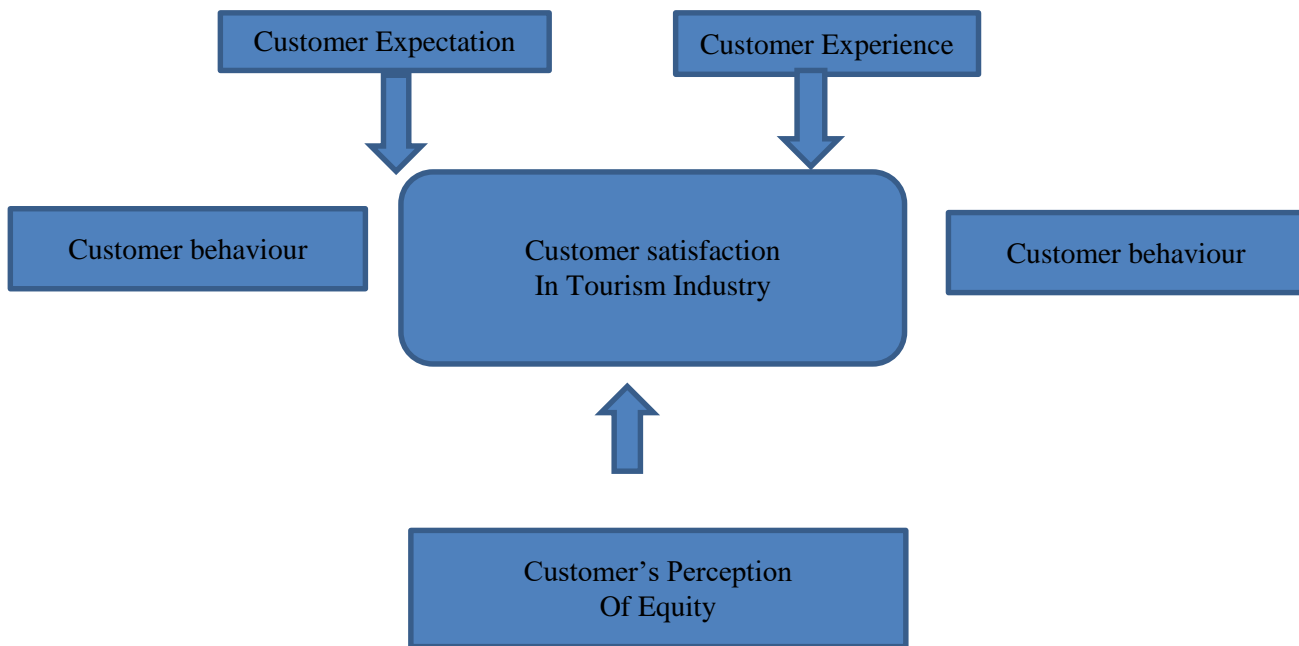 Customer Expectation
Customer Experience
Customer behaviour
Customer satisfaction
In Tourism Industry
Customer behaviour
Customer’s Perception
Of Equity